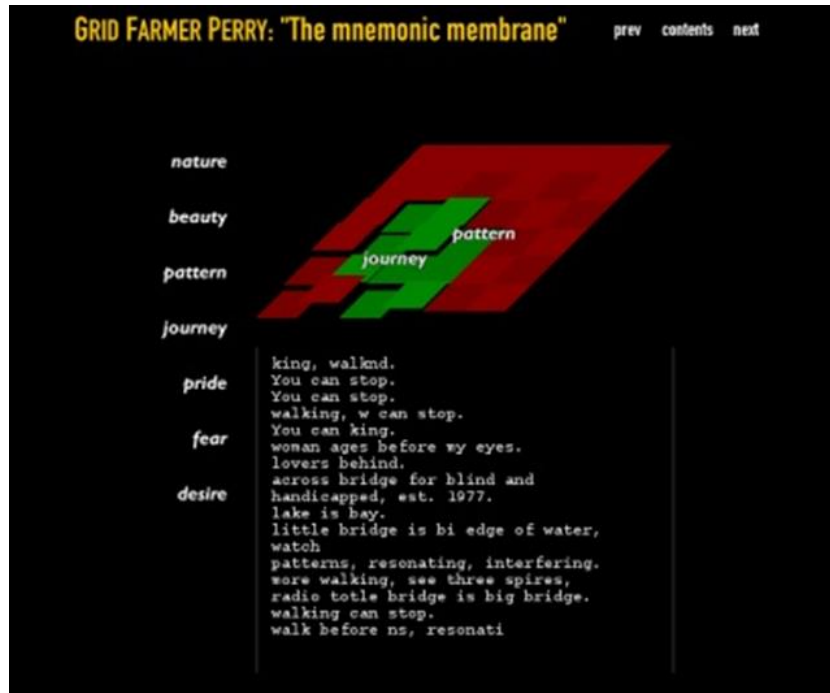 GRID FARMER PERRY: "The mnemonic membrane"
prev contents next
nature
beauty
pattern
journey
pride
fear
desire
pattern
journey
king, walknd.
You can stop.
You can stop.
walking, w can stop.
You can king.
woman ages before my eyes.
lovers behind.
across bridge for blind and
handicapped, est. 1977.
lake is bay.
little bridge is bi edge of water,
watch
patterns, resonating, interfering.
more walking, see three spires,
radio totle bridge is big bridge.
walking can stop.
walk before ns, resonati